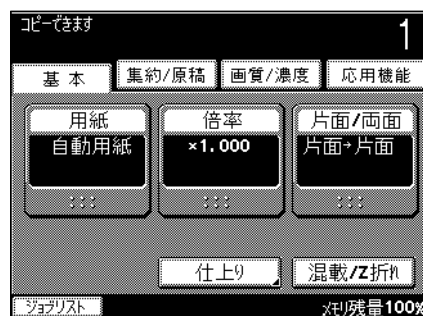 コピーできます
1
基本 集約/原稿 画質/濃度 応用機能
用紙 倍率 片面/両面
自動用紙 ×1.000 片面→片面
仕上り 混載/Z折れ
ジョブリスト メモリ残量100%